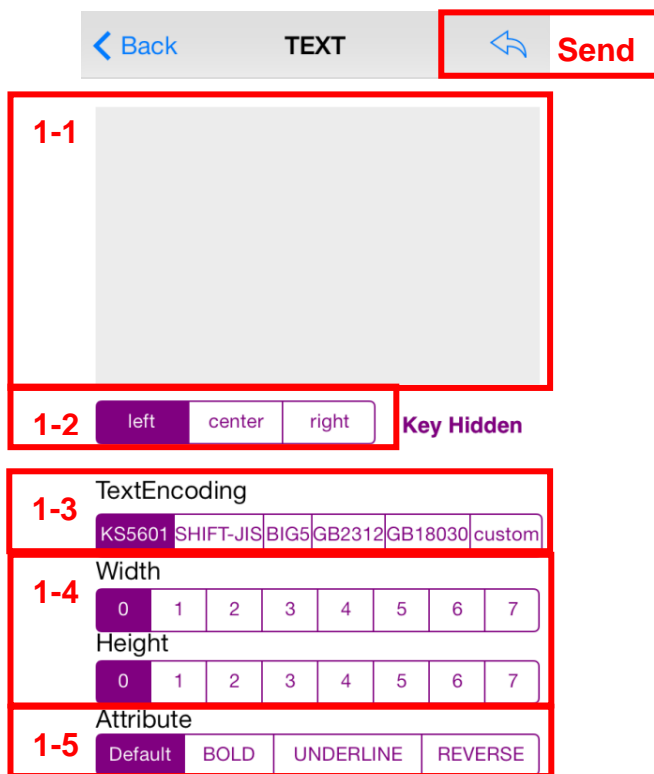 Back TEXT Send
1-1
1-2 left center right Key Hidden
1-3 TextEncoding
KS5601 SHIFT-JIS BIG5 GB2312 GB18030 custom
1-4 Width
0 1 2 3 4 5 6 7
Height
0 1 2 3 4 5 6 7
1-5 Attribute
Default BOLD UNDERLINE REVERSE